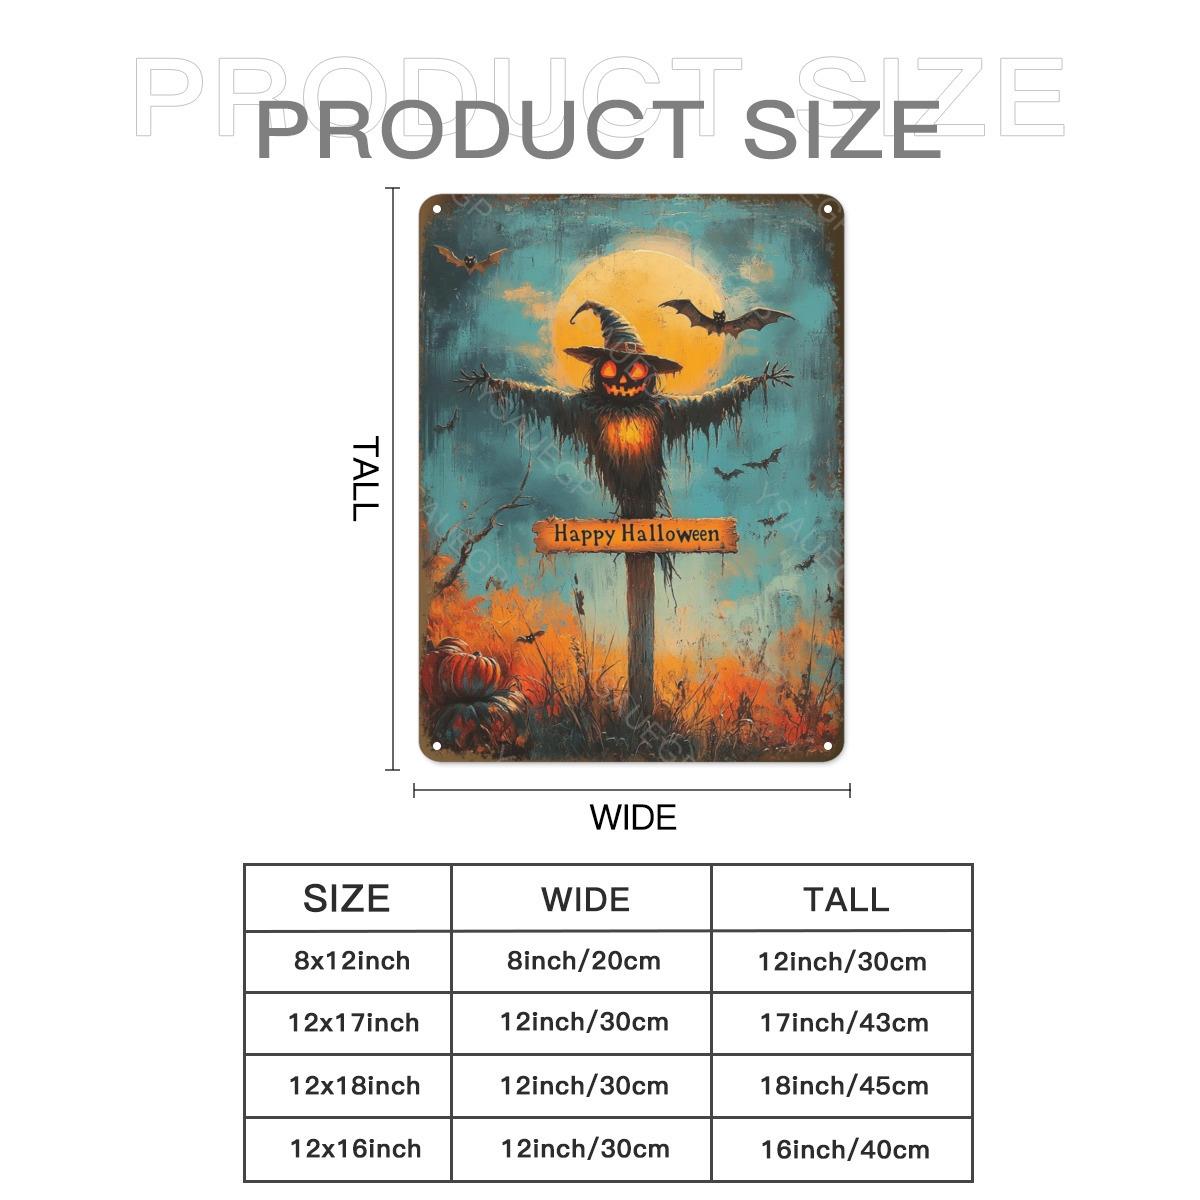 PRODUCT SIZE
PRODUCT SIZE
YSAUEGP
TALL
Happy Halloween
WIDE
SIZE WIDE TALL
8x12inch 8inch/20cm 12inch/30cm
12x17inch 12inch/30cm 17inch/43cm
12x18inch 12inch/30cm 18inch/45cm
12x16inch 12inch/30cm 16inch/40cm